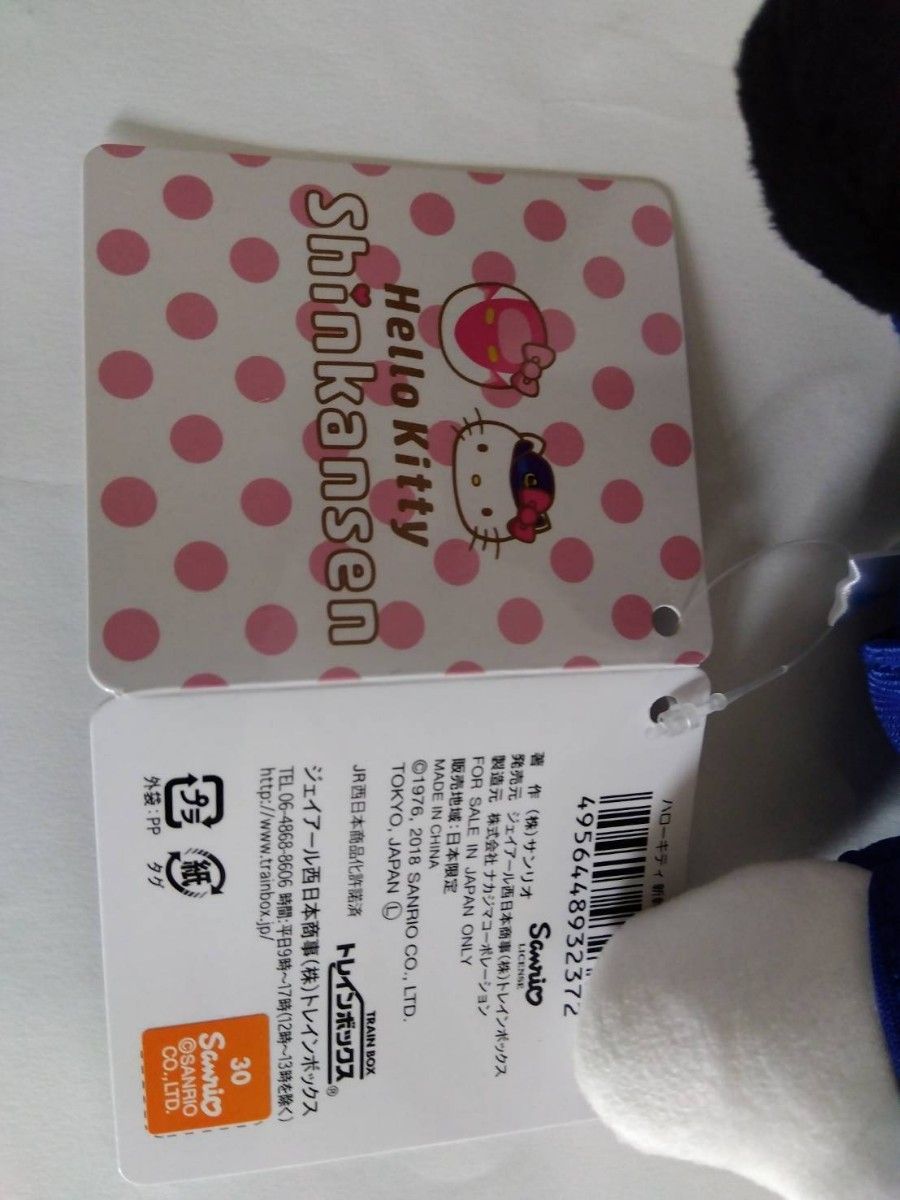 Hello Kitty
Shinkansen
ハローキティ
4956448932372
著 作 (株)サンリオ
発売元 ジェイアール西日本商事(株)トレインボックス
製造元 株式会社 ナカジマコーポレーション
FOR SALE IN JAPAN ONLY
販売地域:日本限定
MADE IN CHINA
Sanrio
LICENSE
©1976, 2018 SANRIO CO., LTD.
TOKYO, JAPAN Ⓛ
JR西日本商品化許諾済
TRAIN BOX
トレインボックス®
ジェイアール西日本商事(株)トレインボックス
TEL 06-4868-8606 時間:平日9時~17時(12時~13時を除く)
http://www.trainbox.jp/
プラ
外袋:PP
紙
タグ
30
Sanrio
©SANRIO
CO.,LTD.